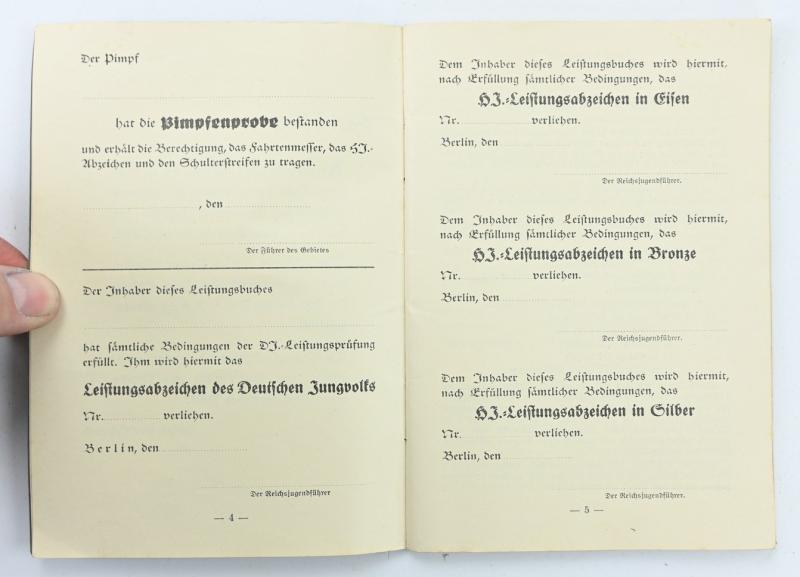 Der Pimpf
hat die Pimpfenprobe bestanden
und erhält die Berechtigung, das Fahrtenmesser, das HJ.-
Abzeichen und den Schulterstreifen zu tragen.
, den
Der Führer des Gebietes
Der Inhaber dieses Leistungsbuches
hat sämtliche Bedingungen der DJ.-Leistungsprüfung
erfüllt. Ihm wird hiermit das
Leistungsabzeichen des Deutschen Jungvolks
Nr. verliehen.
Berlin, den
Der Reichsjugendführer
— 4 —
Dem Inhaber dieses Leistungsbuches wird hiermit,
nach Erfüllung sämtlicher Bedingungen, das
HJ.-Leistungsabzeichen in Eisen
Nr. verliehen.
Berlin, den
Der Reichsjugendführer.
Dem Inhaber dieses Leistungsbuches wird hiermit,
nach Erfüllung sämtlicher Bedingungen, das
HJ.-Leistungsabzeichen in Bronze
Nr. verliehen.
Berlin, den
Der Reichsjugendführer.
Dem Inhaber dieses Leistungsbuches wird hiermit,
nach Erfüllung sämtlicher Bedingungen, das
HJ.-Leistungsabzeichen in Silber
Nr. verliehen.
Berlin, den
Der Reichsjugendführer.
— 5 —